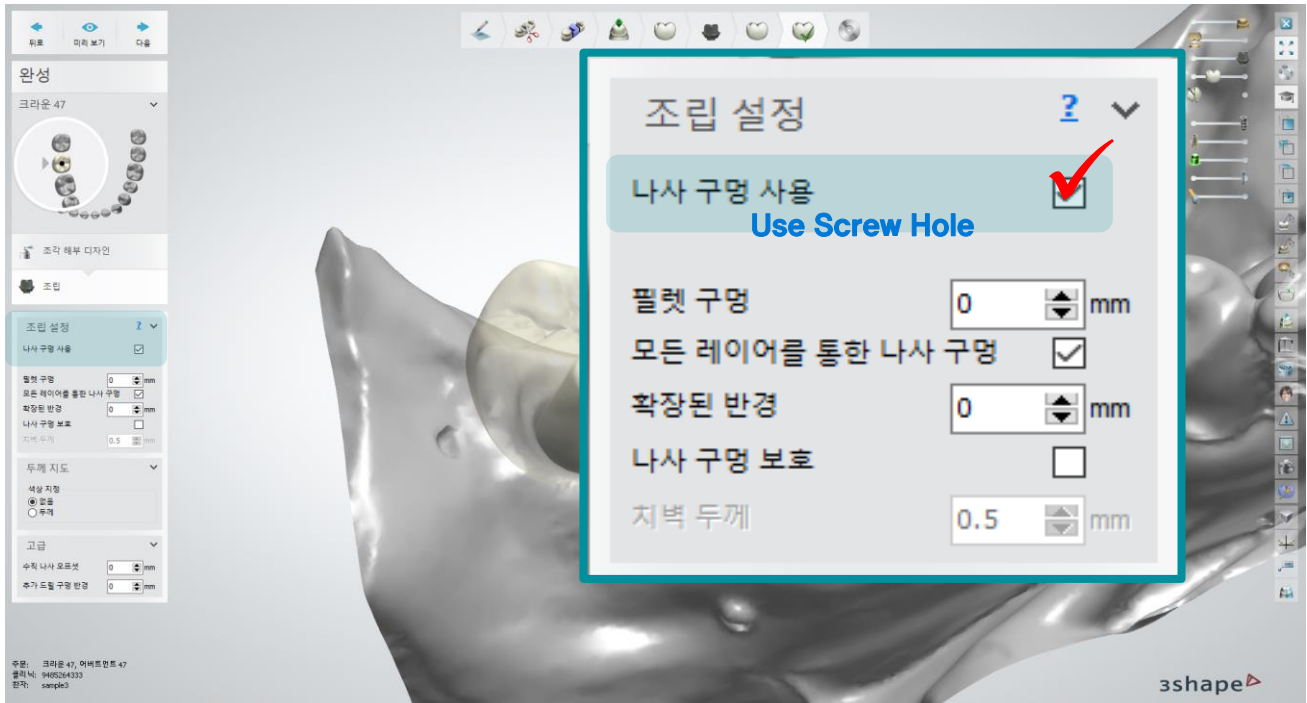 뒤로 미리 보기 다음
완성
크라운 47
조각 해부 디자인
조립
조립 설정 ?
나사 구멍 사용
필렛 구멍 0 mm
모든 레이어를 통한 나사 구멍
확장된 반경 0 mm
나사 구멍 보호
치벽 두께 0.5 mm
두께 지도
색상 지정
없음
두께
고급
수직 나사 오프셋 0 mm
추가 드릴 구멍 반경 0 mm
주문: 크라운 47, 어버트먼트 47
클리닉: 9485264333
환자: sample3
조립 설정 ?
나사 구멍 사용
Use Screw Hole
필렛 구멍 0 mm
모든 레이어를 통한 나사 구멍
확장된 반경 0 mm
나사 구멍 보호
치벽 두께 0.5 mm
3shape